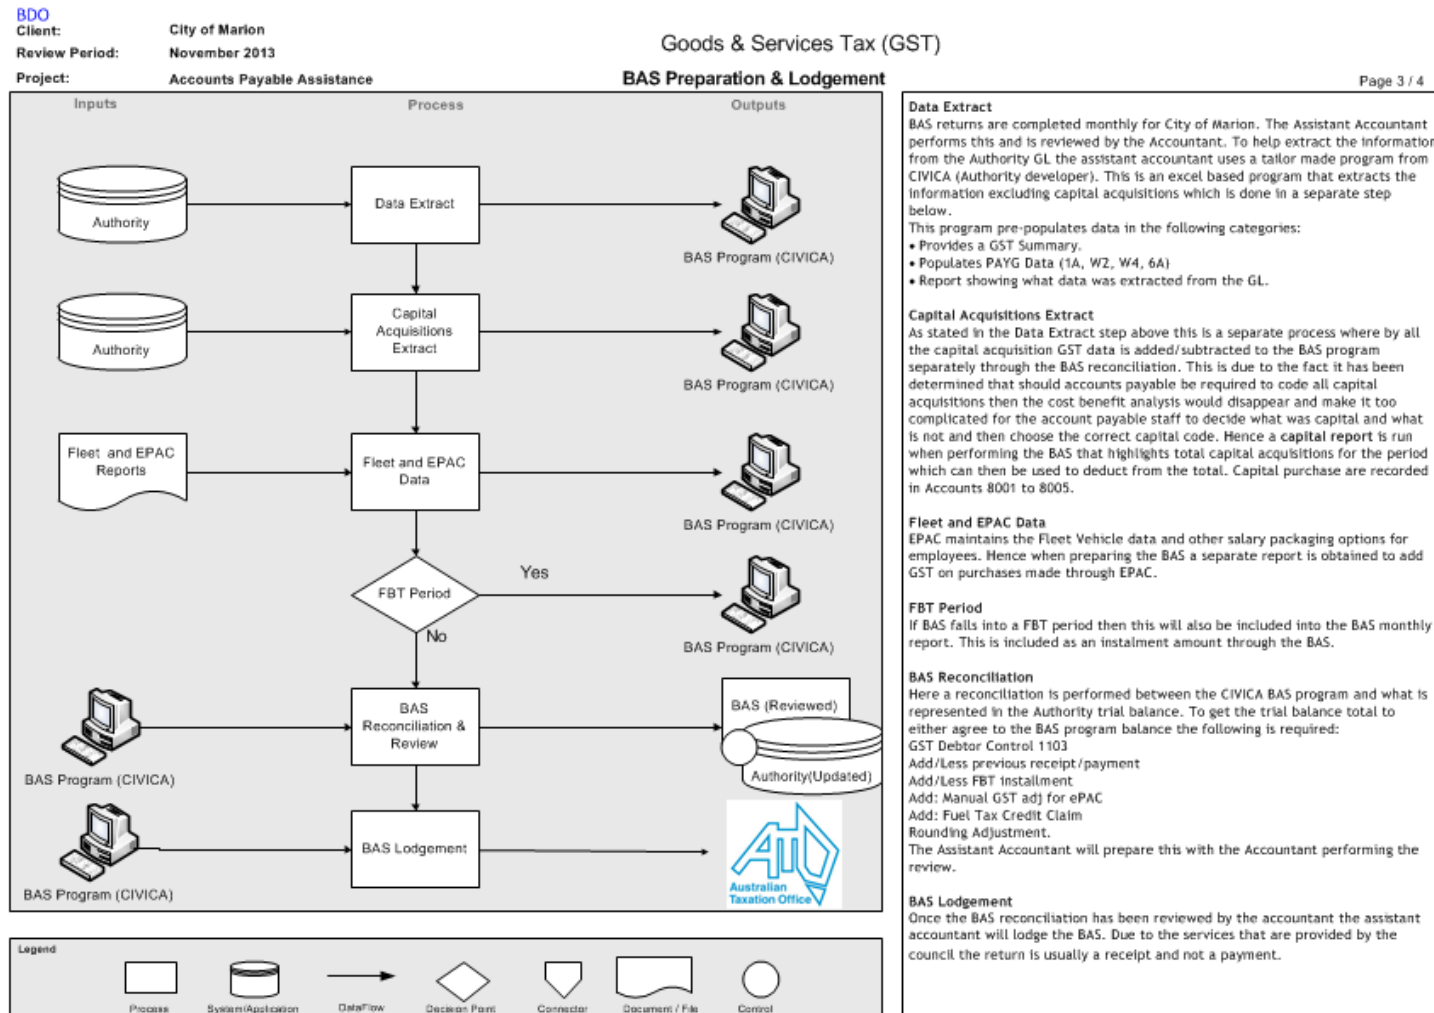 BDO
Client: City of Marion
Review Period: November 2013
Project: Accounts Payable Assistance
Goods & Services Tax (GST)
BAS Preparation & Lodgement
Page 3 / 4
Inputs
Process
Outputs
Authority
Data Extract
BAS Program (CIVICA)
Authority
Capital
Acquisitions
Extract
BAS Program (CIVICA)
Fleet and EPAC
Reports
Fleet and EPAC
Data
BAS Program (CIVICA)
FBT Period
Yes
No
BAS Program (CIVICA)
BAS Program (CIVICA)
BAS
Reconciliation &
Review
BAS (Reviewed)
Authority(Updated)
BAS Program (CIVICA)
BAS Lodgement
ATO
Australian
Taxation Office
Legend
Process
System/Application
DataFlow
Decision Point
Connector
Document / File
Control
Data Extract
BAS returns are completed monthly for City of Marion. The Assistant Accountant
performs this and is reviewed by the Accountant. To help extract the information
from the Authority GL the assistant accountant uses a tailor made program from
CIVICA (Authority developer). This is an excel based program that extracts the
information excluding capital acquisitions which is done in a separate step
below.
This program pre-populates data in the following categories:
• Provides a GST Summary.
• Populates PAYG Data (1A, W2, W4, 6A)
• Report showing what data was extracted from the GL.
Capital Acquisitions Extract
As stated in the Data Extract step above this is a separate process where by all
the capital acquisition GST data is added/subtracted to the BAS program
separately through the BAS reconciliation. This is due to the fact it has been
determined that should accounts payable be required to code all capital
acquisitions then the cost benefit analysis would disappear and make it too
complicated for the account payable staff to decide what was capital and what
is not and then choose the correct capital code. Hence a capital report is run
when performing the BAS that highlights total capital acquisitions for the period
which can then be used to deduct from the total. Capital purchase are recorded
in Accounts 8001 to 8005.
Fleet and EPAC Data
EPAC maintains the Fleet Vehicle data and other salary packaging options for
employees. Hence when preparing the BAS a separate report is obtained to add
GST on purchases made through EPAC.
FBT Period
If BAS falls into a FBT period then this will also be included into the BAS monthly
report. This is included as an instalment amount through the BAS.
BAS Reconciliation
Here a reconciliation is performed between the CIVICA BAS program and what is
represented in the Authority trial balance. To get the trial balance total to
either agree to the BAS program balance the following is required:
GST Debtor Control 1103
Add/Less previous receipt/payment
Add/Less FBT installment
Add: Manual GST adj for ePAC
Add: Fuel Tax Credit Claim
Rounding Adjustment.
The Assistant Accountant will prepare this with the Accountant performing the
review.
BAS Lodgement
Once the BAS reconciliation has been reviewed by the accountant the assistant
accountant will lodge the BAS. Due to the services that are provided by the
council the return is usually a receipt and not a payment.